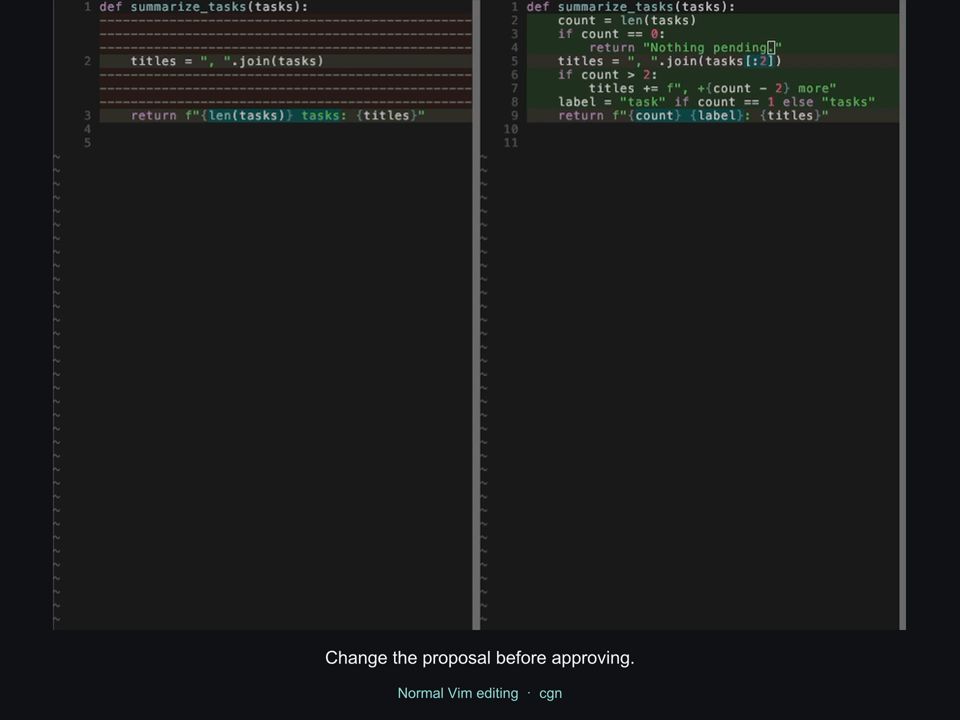 1 def summarize_tasks(tasks):
2     titles = ", ".join(tasks)
3     return f"{len(tasks)} tasks: {titles}"
4
5
~
1 def summarize_tasks(tasks):
2     count = len(tasks)
3     if count == 0:
4         return "Nothing pending."
5     titles = ", ".join(tasks[:2])
6     if count > 2:
7         titles += f", +{count - 2} more"
8     label = "task" if count == 1 else "tasks"
9     return f"{count} {label}: {titles}"
10
11
~
Change the proposal before approving.
Normal Vim editing · cgn